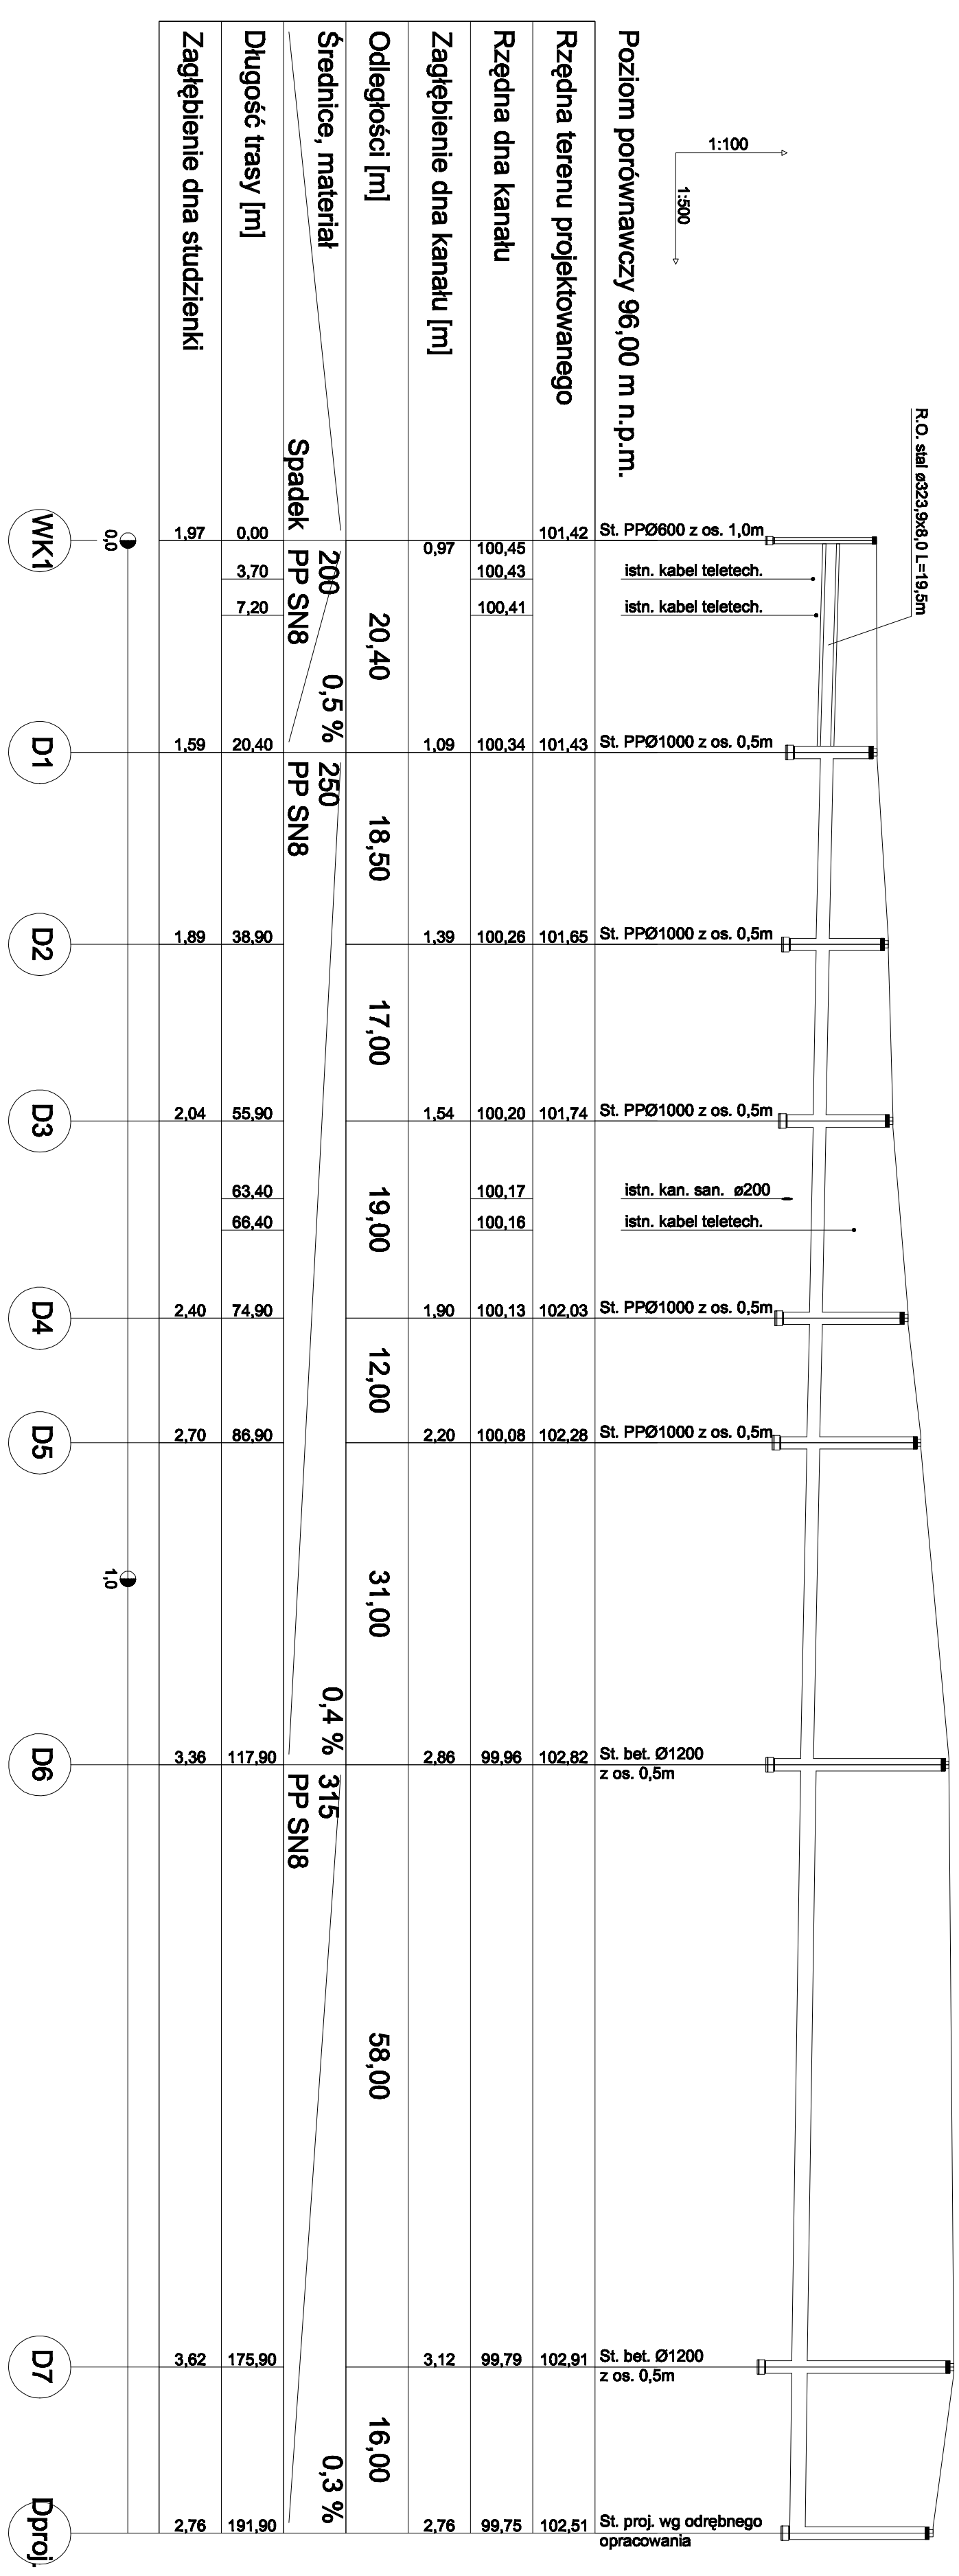 R.O. stal ø323,9x8,0 L=19,5m
1:100
1:500
Poziom porównawczy 96,00 m n.p.m.
St. PPØ600 z os. 1,0m
istn. kabel teletech.
istn. kabel teletech.
St. PPØ1000 z os. 0,5m
St. PPØ1000 z os. 0,5m
St. PPØ1000 z os. 0,5m
istn. kan. san. ø200
istn. kabel teletech.
St. PPØ1000 z os. 0,5m
St. PPØ1000 z os. 0,5m
St. bet. Ø1200
z os. 0,5m
St. bet. Ø1200
z os. 0,5m
St. proj. wg odrębnego
opracowania
Rzędna terenu projektowanego
101,42
101,43
101,65
101,74
102,03
102,28
102,82
102,91
102,51
Rzędna dna kanału
100,45
100,43
100,41
100,34
100,26
100,20
100,17
100,16
100,13
100,08
99,96
99,79
99,75
Zagłębienie dna kanału [m]
0,97
1,09
1,39
1,54
1,90
2,20
2,86
3,12
2,76
Odległości [m]
20,40
18,50
17,00
19,00
12,00
31,00
58,00
16,00
Średnice, materiał
Spadek
200
PP SN8
0,5 %
250
PP SN8
0,4 %
315
PP SN8
0,3 %
Długość trasy [m]
0,00
3,70
7,20
20,40
38,90
55,90
63,40
66,40
74,90
86,90
117,90
175,90
191,90
Zagłębienie dna studzienki
1,97
1,59
1,89
2,04
2,40
2,70
3,36
3,62
2,76
0,0
1,0
WK1
D1
D2
D3
D4
D5
D6
D7
Dproj.